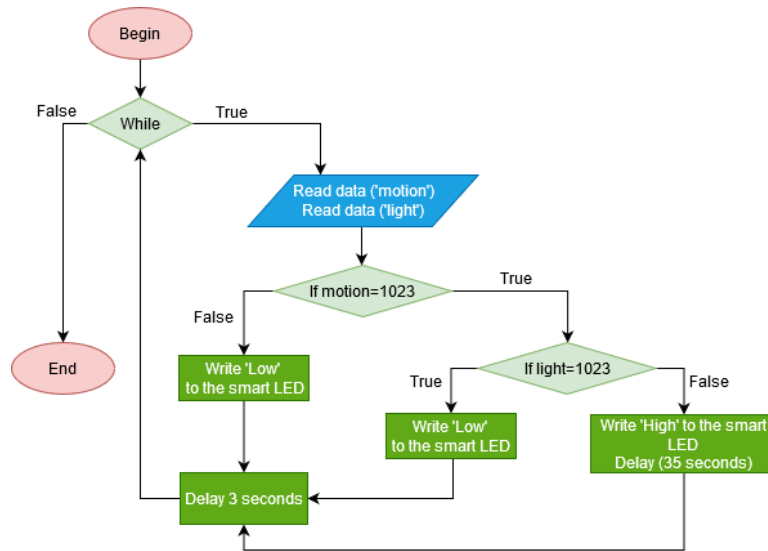 Begin
False
While
True
Read data ('motion')
Read data ('light')
If motion=1023
True
False
Write 'Low'
to the smart LED
If light=1023
True
False
End
Write 'Low'
to the smart LED
Write 'High' to the smart
LED
Delay (35 seconds)
Delay 3 seconds